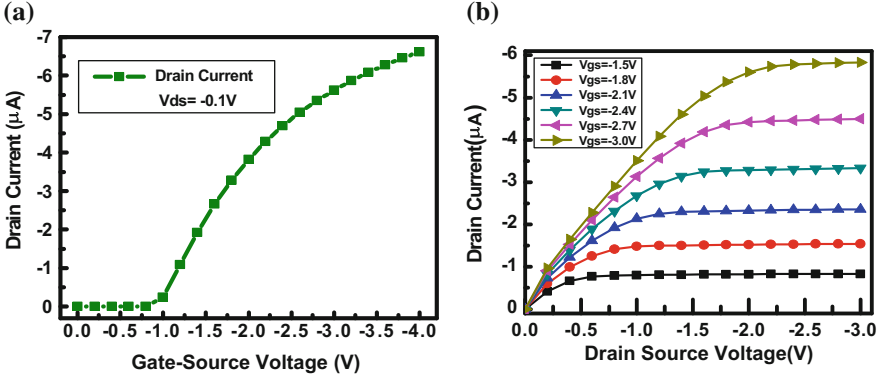 (a)
-7
-6
-5
-4
-3
-2
-1
0
Drain Current (μA)
Drain Current
Vds= -0.1V
0.0 -0.5 -1.0 -1.5 -2.0 -2.5 -3.0 -3.5 -4.0
Gate-Source Voltage (V)
(b)
-6
-5
-4
-3
-2
-1
0
Drain Current(μA)
Vgs=-1.5V
Vgs=-1.8V
Vgs=-2.1V
Vgs=-2.4V
Vgs=-2.7V
Vgs=-3.0V
0.0 -0.5 -1.0 -1.5 -2.0 -2.5 -3.0
Drain Source Voltage(V)